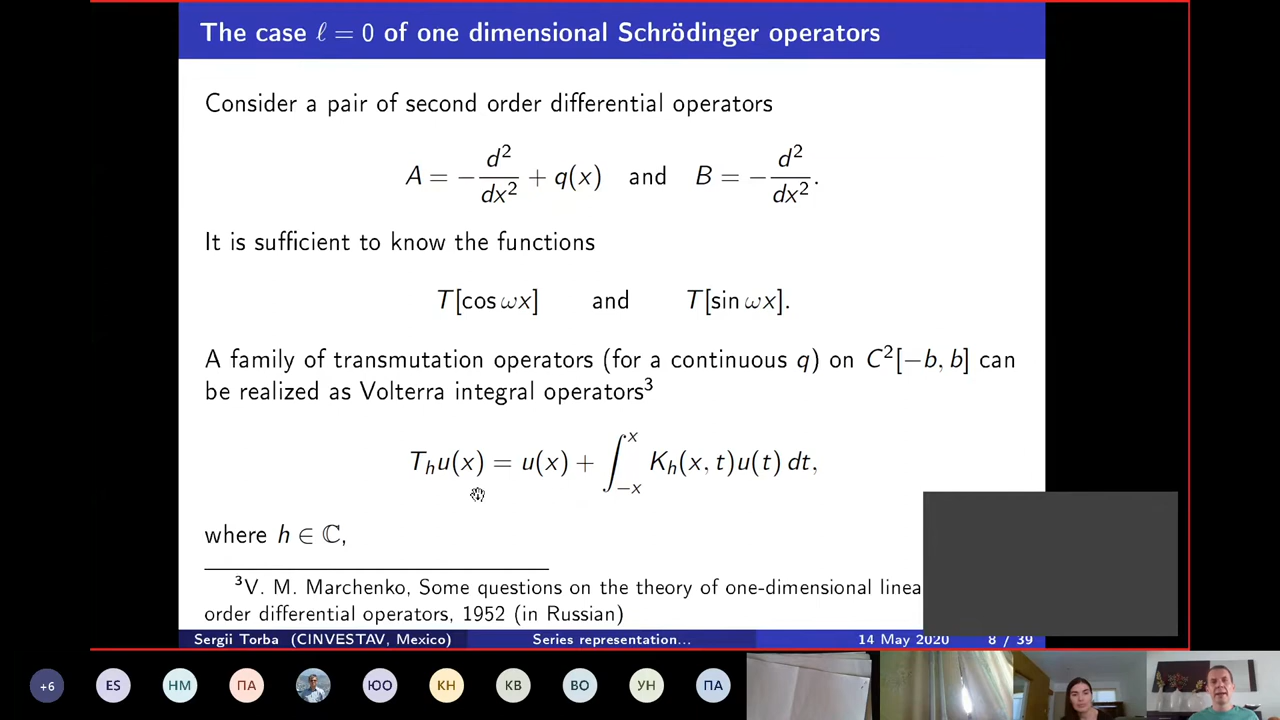 The case ℓ = 0 of one dimensional Schrödinger operators
Consider a pair of second order differential operators
A = −d²/dx² + q(x) and B = −d²/dx².
It is sufficient to know the functions
T[cos ωx] and T[sin ωx].
A family of transmutation operators (for a continuous q) on C²[−b, b] can
be realized as Volterra integral operators³
Tₕu(x) = u(x) + ∫₋ₓˣ Kₕ(x, t)u(t) dt,
where h ∈ ℂ,
³V. M. Marchenko, Some questions on the theory of one-dimensional linea
order differential operators, 1952 (in Russian)
Sergii Torba (CINVESTAV, Mexico) Series representation... 14 May 2020 8 / 39
+6 ES НМ ПА ЮО КН КВ ВО УН ПА